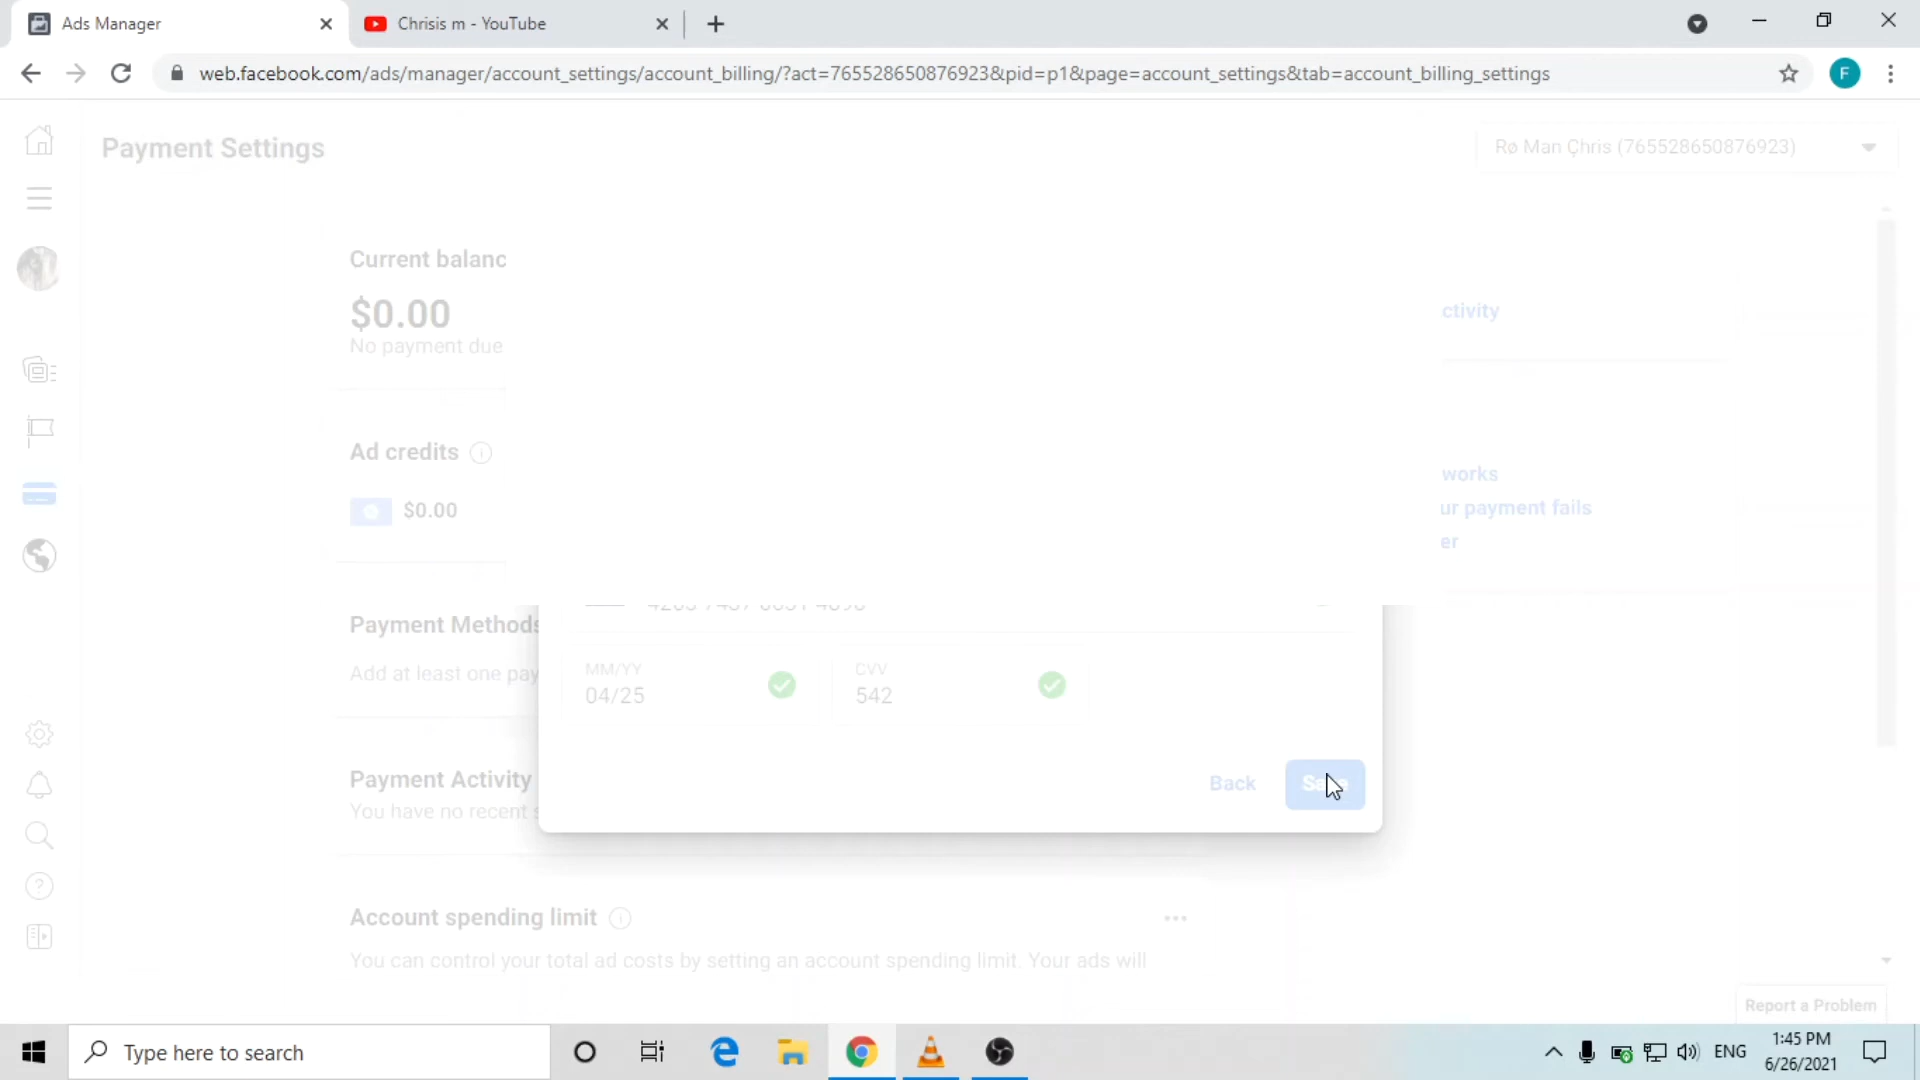 Ads Manager
Chrisis m - YouTube
web.facebook.com/ads/manager/account_settings/account_billing/?act=765528650876923&pid=p1&page=account_settings&tab=account_billing_settings
F
Payment Settings
Rø Man Çhris (765528650876923)
Current balanc
$0.00
No payment due
ctivity
Ad credits
$0.00
works
ur payment fails
er
Payment Methods
Add at least one pay
MM/YY
04/25
CVV
542
Payment Activity
You have no recent
Back
Account spending limit
You can control your total ad costs by setting an account spending limit. Your ads will
Report a Problem
Type here to search
ENG
1:45 PM
6/26/2021